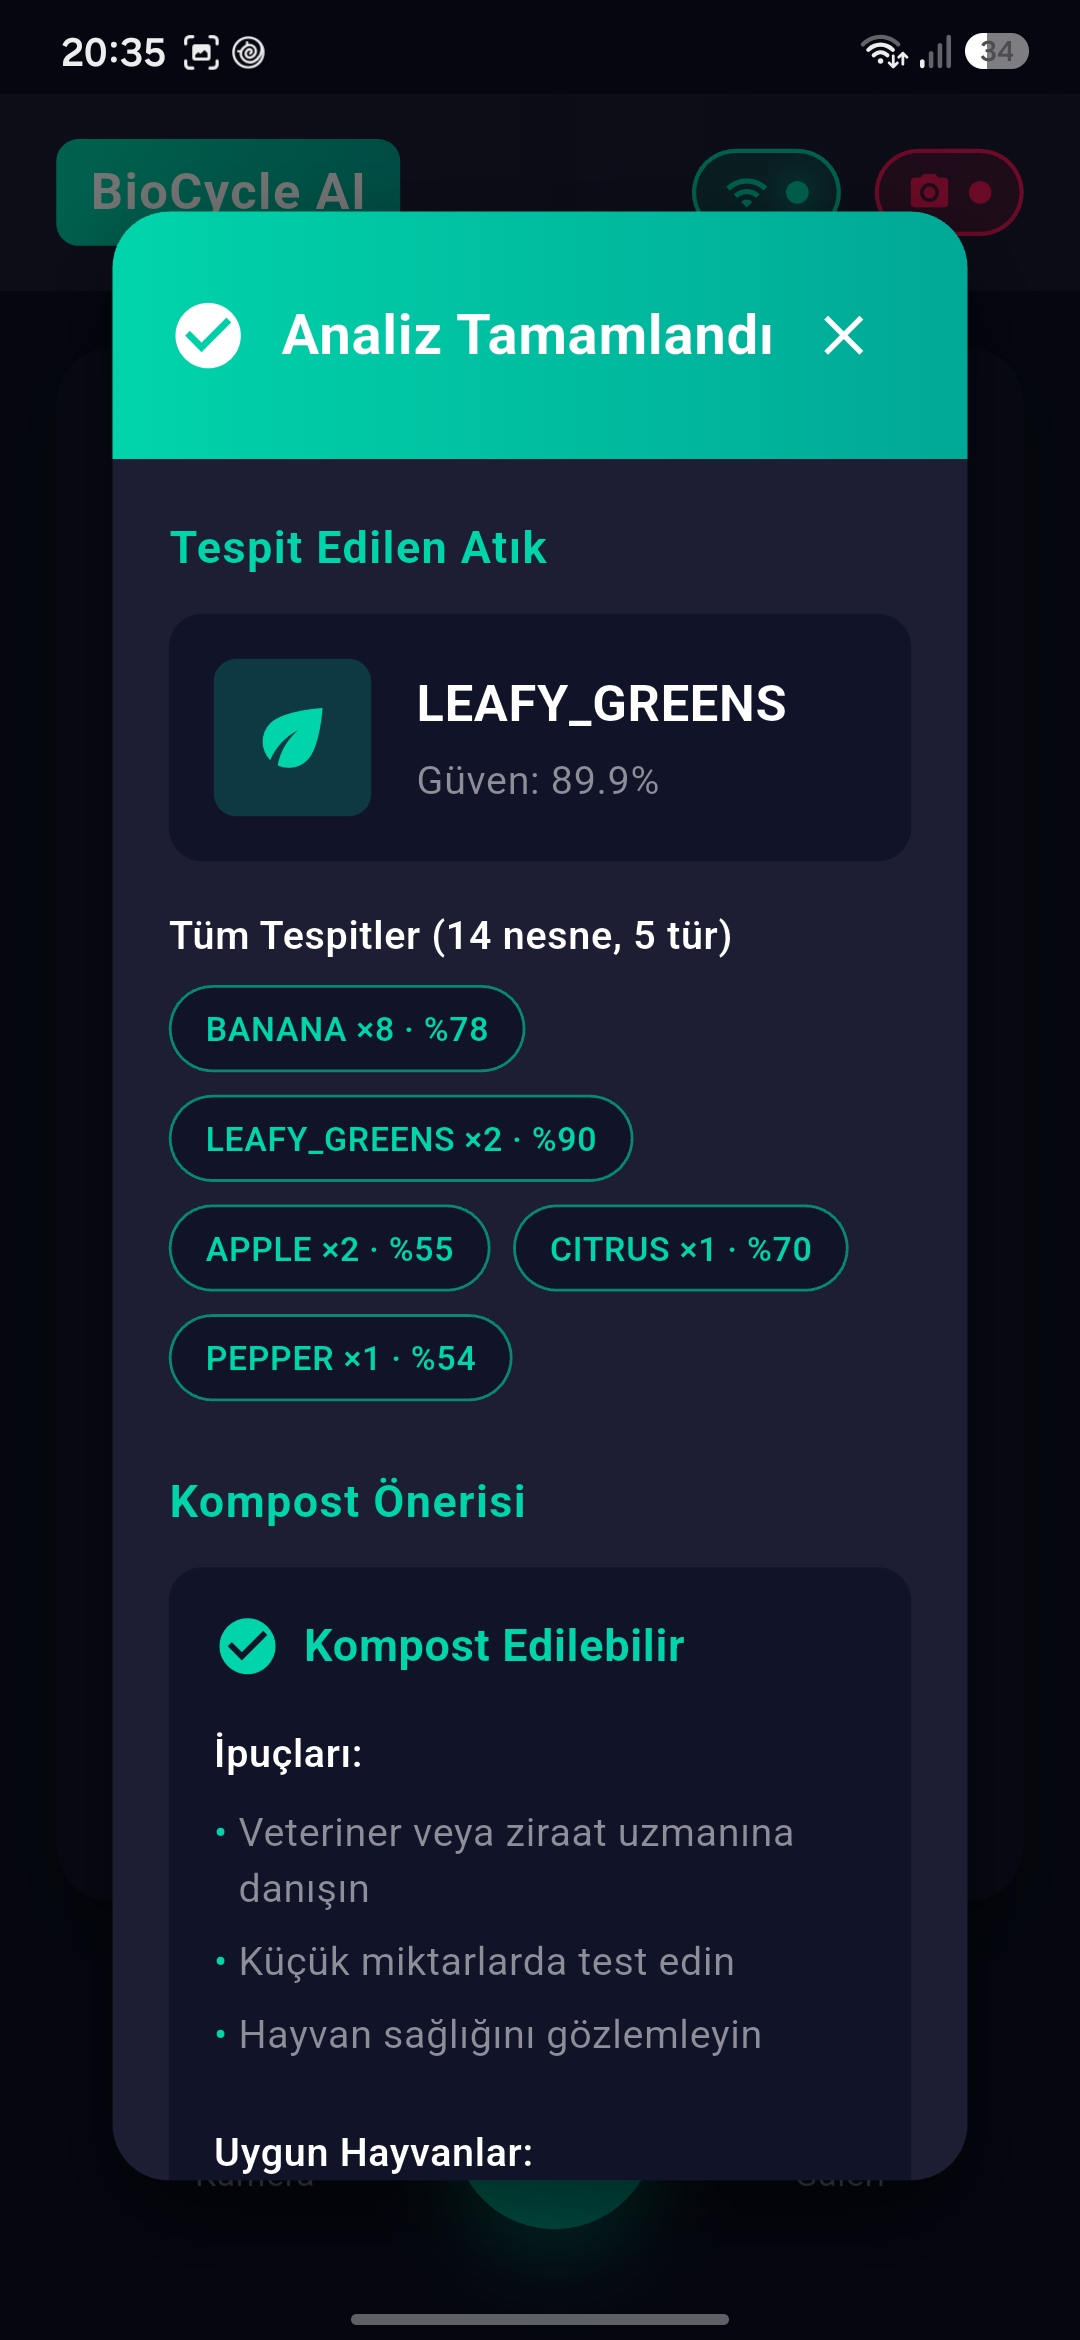 20:35
34
BioCycle AI
Analiz Tamamlandı
Tespit Edilen Atık
LEAFY_GREENS
Güven: 89.9%
Tüm Tespitler (14 nesne, 5 tür)
BANANA ×8 · %78
LEAFY_GREENS ×2 · %90
APPLE ×2 · %55
CITRUS ×1 · %70
PEPPER ×1 · %54
Kompost Önerisi
Kompost Edilebilir
İpuçları:
• Veteriner veya ziraat uzmanına
danışın
• Küçük miktarlarda test edin
• Hayvan sağlığını gözlemleyin
Uygun Hayvanlar:
Kamera